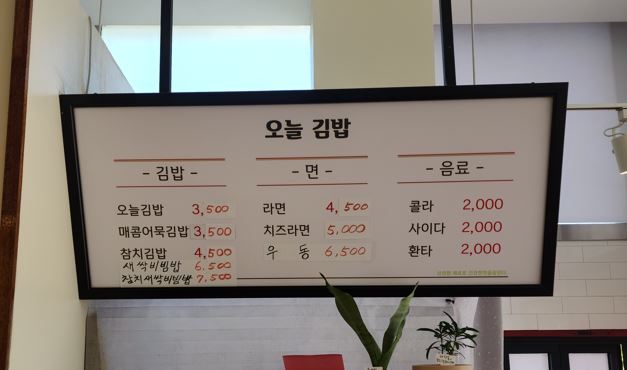 오늘 김밥
- 김밥 -
오늘김밥 3,500
매콤어묵김밥 3,500
참치김밥 4,500
새싹비빔밥 6.500
참치새싹비빔밥 7.500
- 면 -
라면 4,500
치즈라면 5,000
우동 6,500
- 음료 -
콜라 2,000
사이다 2,000
환타 2,000